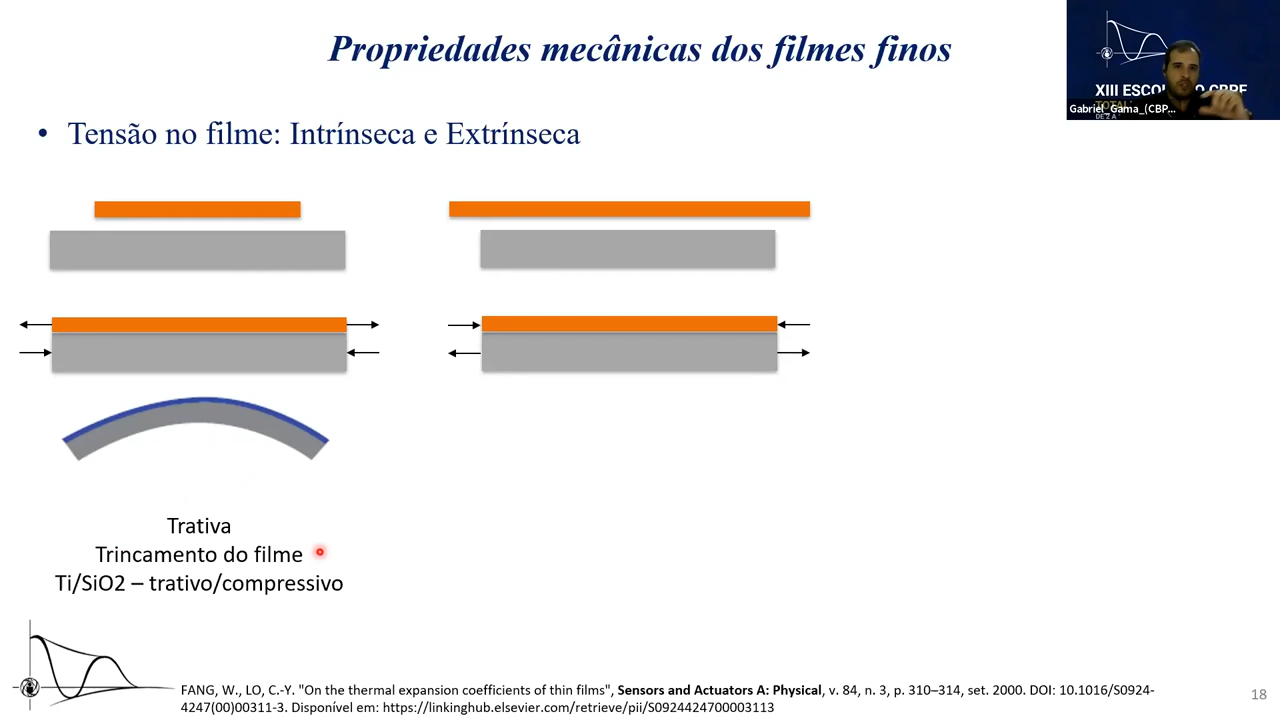 Propriedades mecânicas dos filmes finos
XIII ESCO
CBPF
Gabriel_Gama_(CBP...
• Tensão no filme: Intrínseca e Extrínseca
Trativa
Trincamento do filme
Ti/SiO2 – trativo/compressivo
FANG, W., LO, C.-Y. "On the thermal expansion coefficients of thin films", Sensors and Actuators A: Physical, v. 84, n. 3, p. 310–314, set. 2000. DOI: 10.1016/S0924-
4247(00)00311-3. Disponível em: https://linkinghub.elsevier.com/retrieve/pii/S0924424700003113
18